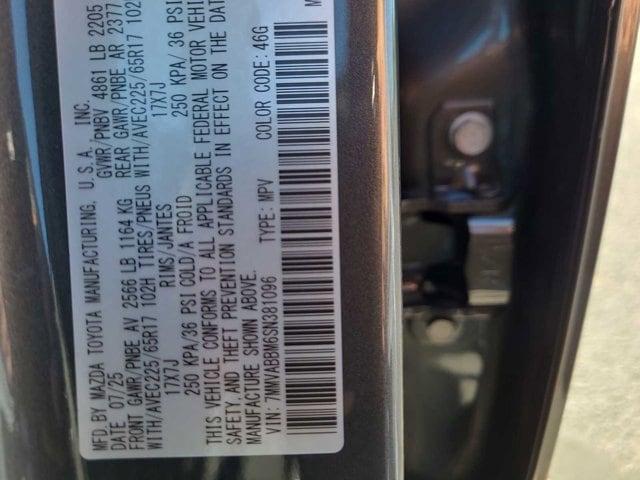 MFD. BY MAZDA TOYOTA MANUFACTURING, U.S.A., INC.
DATE 07/25 GVWR/PNBV 4861 LB 2205
FRONT GAWR/PNBE AV 2566 LB 1164 KG REAR GAWR/PNBE AR 2377
WITH/AVEC225/65R17 102H TIRES/PNEUS WITH/AVEC225/65R17 102
17X7J RIMS/JANTES 17X7J
250 KPA/36 PSI COLD/A FROID 250 KPA/36 PSI
THIS VEHICLE CONFORMS TO ALL APPLICABLE FEDERAL MOTOR VEHI
SAFETY, AND THEFT PREVENTION STANDARDS IN EFFECT ON THE DATE
MANUFACTURE SHOWN ABOVE.
VIN: 7MMVABBM6SN381096 TYPE: MPV COLOR CODE: 46G